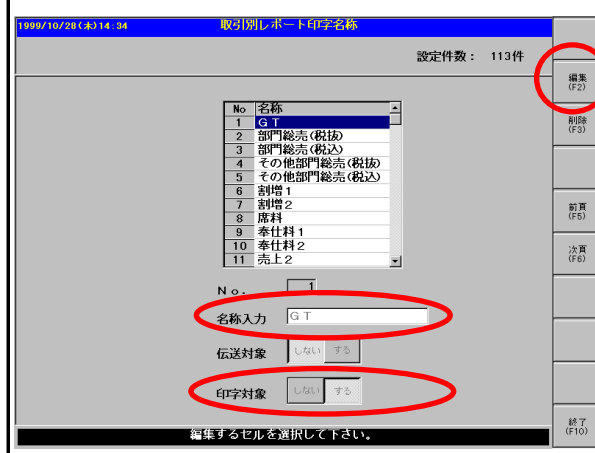 1999/10/28(木)14:34 取引別レポート印字名称
設定件数： 113件
編集
(F2)
削除
(F3)
前頁
(F5)
次頁
(F6)
終了
(F10)
No 名称
1 ＧＴ
2 部門総売(税抜)
3 部門総売(税込)
4 その他部門総売(税抜)
5 その他部門総売(税込)
6 割増１
7 割増２
8 席料
9 奉仕料１
10 奉仕料２
11 売上２
Ｎｏ． 1
名称入力 ＧＴ
伝送対象 しない する
印字対象 しない する
編集するセルを選択して下さい。